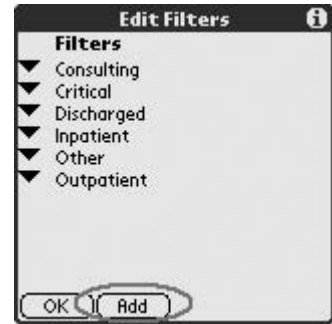 Edit Filters i
Filters
Consulting
Critical
Discharged
Inpatient
Other
Outpatient
OK Add